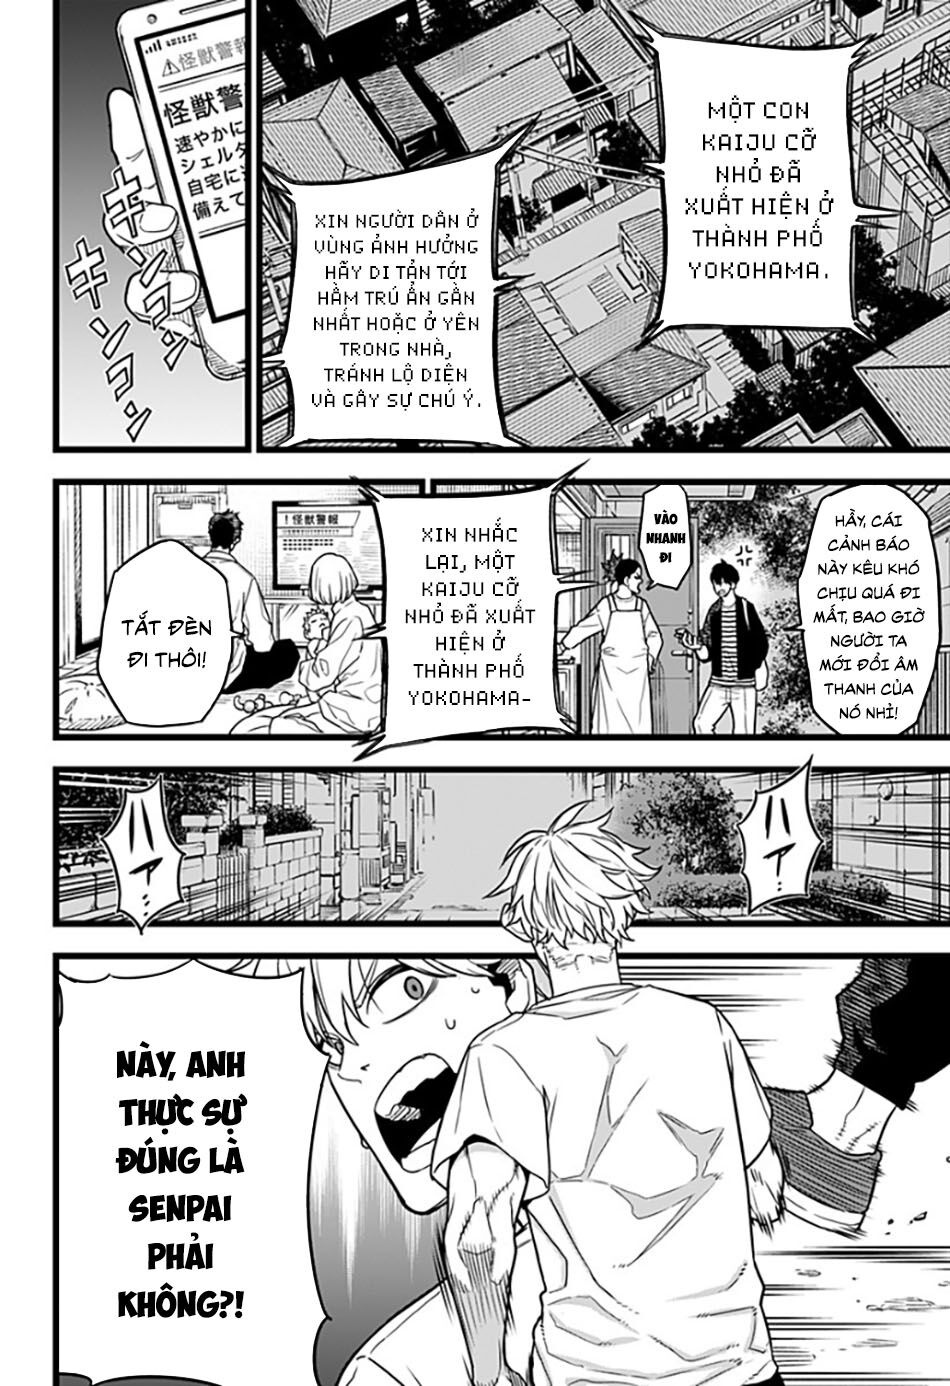 MỘT CON
KAIJU CỠ
NHỎ ĐÃ
XUẤT HIỆN Ở
THÀNH PHỐ
YOKOHAMA.
XIN NGƯỜI DÂN Ở
VÙNG ẢNH HƯỞNG
HÃY DI TẢN TỚI
HẦM TRÚ ẨN GẦN
NHẤT HOẶC Ở YÊN
TRONG NHÀ,
TRÁNH LỘ DIỆN
VÀ GÂY SỰ CHÚ Ý.
⚠怪獣警報
怪獣警
速やかに
シェルタ
自宅に
備えて
キンコン
キンコン
HẦY, CÁI
CẢNH BÁO
NÀY KÊU KHÓ
CHỊU QUÁ ĐI
MẤT, BAO GIỜ
NGƯỜI TA
MỚI ĐỔI ÂM
THANH CỦA
NÓ NHỈ!
VÀO
NHANH
ĐI
XIN NHẮC
LẠI, MỘT
KAIJU CỠ
NHỎ ĐÃ XUẤT
HIỆN Ở
THÀNH PHỐ
YOKOHAMA-
!怪獣警報
TẮT ĐÈN
ĐI THÔI!
NÀY, ANH
THỰC SỰ
ĐÚNG LÀ
SENPAI
PHẢI
KHÔNG?!